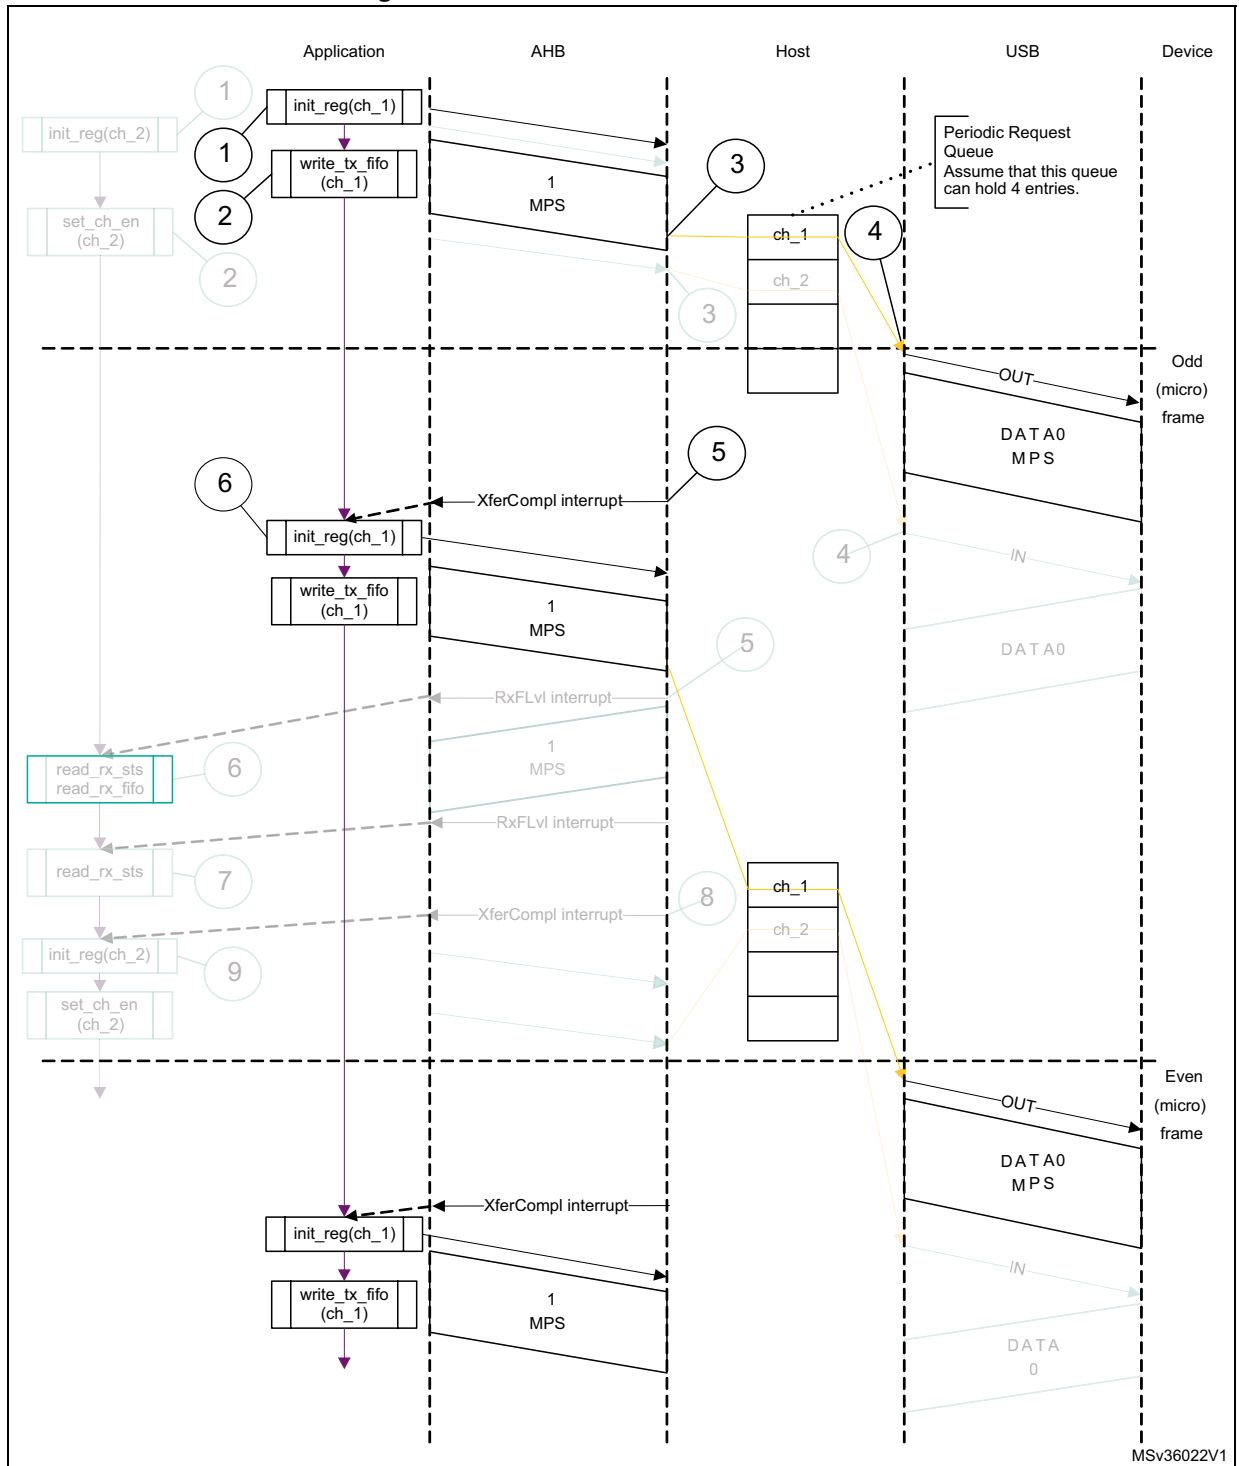 Application
AHB
Host
USB
Device
1
init_reg(ch_1)
init_reg(ch_2)
1
Periodic Request
Queue
Assume that this queue
can hold 4 entries.
write_tx_fifo
(ch_1)
1
MPS
3
2
set_ch_en
(ch_2)
2
ch_1
4
ch_2
3
Odd
(micro)
frame
OUT
DATA0
MPS
5
6
XferCompl interrupt
init_reg(ch_1)
4
IN
write_tx_fifo
(ch_1)
1
MPS
5
DATA0
RxFLvl interrupt
1
MPS
read_rx_sts
read_rx_fifo
6
RxFLvl interrupt
read_rx_sts
7
ch_1
8
XferCompl interrupt
ch_2
init_reg(ch_2)
9
set_ch_en
(ch_2)
Even
(micro)
frame
OUT
DATA0
MPS
XferCompl interrupt
init_reg(ch_1)
IN
write_tx_fifo
(ch_1)
1
MPS
DATA
0
MSv36022V1